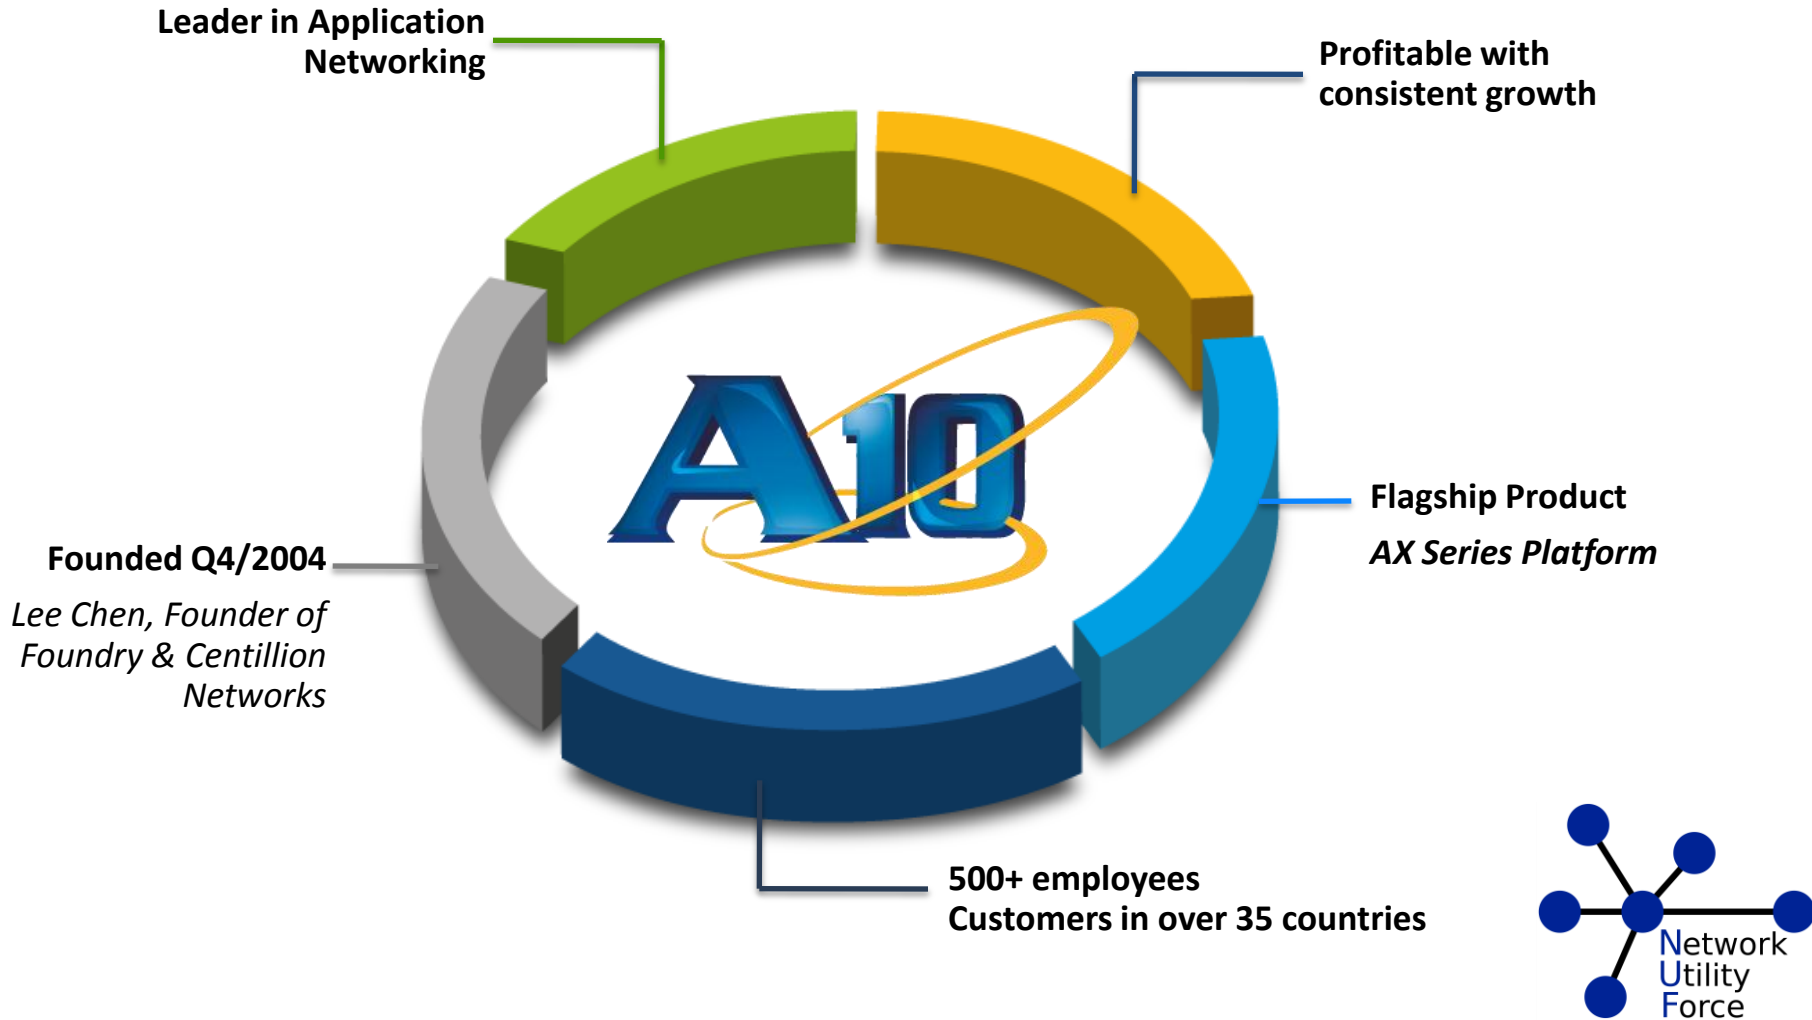 Leader in Application
Networking
Profitable with
consistent growth
A10
Flagship Product
AX Series Platform
Founded Q4/2004
Lee Chen, Founder of
Foundry & Centillion
Networks
500+ employees
Customers in over 35 countries
Network
Utility
Force